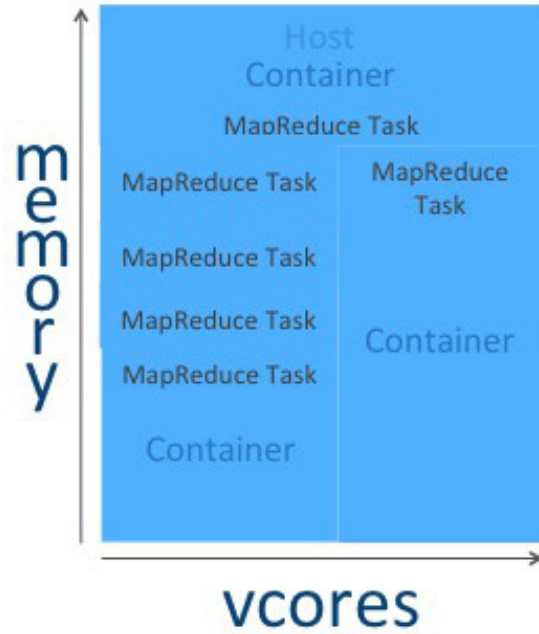 Host
Container
MapReduce Task
MapReduce Task
MapReduce Task
MapReduce Task
MapReduce Task
Container
MapReduce
Task
Container
memory
vcores